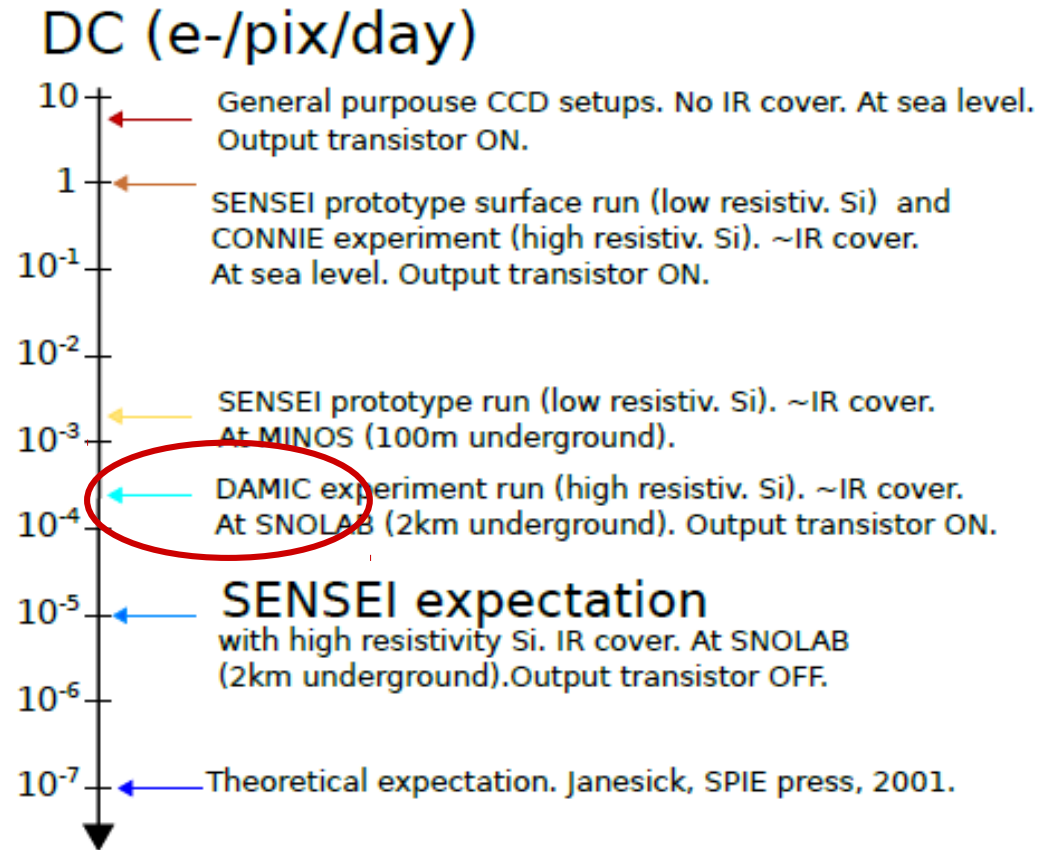 DC (e-/pix/day)
10
General purpouse CCD setups. No IR cover. At sea level.
Output transistor ON.
1
SENSEI prototype surface run (low resistiv. Si) and
CONNIE experiment (high resistiv. Si). ~IR cover.
At sea level. Output transistor ON.
10⁻¹
10⁻²
SENSEI prototype run (low resistiv. Si). ~IR cover.
At MINOS (100m underground).
10⁻³
DAMIC experiment run (high resistiv. Si). ~IR cover.
At SNOLAB (2km underground). Output transistor ON.
10⁻⁴
SENSEI expectation
10⁻⁵
with high resistivity Si. IR cover. At SNOLAB
(2km underground).Output transistor OFF.
10⁻⁶
10⁻⁷
Theoretical expectation. Janesick, SPIE press, 2001.